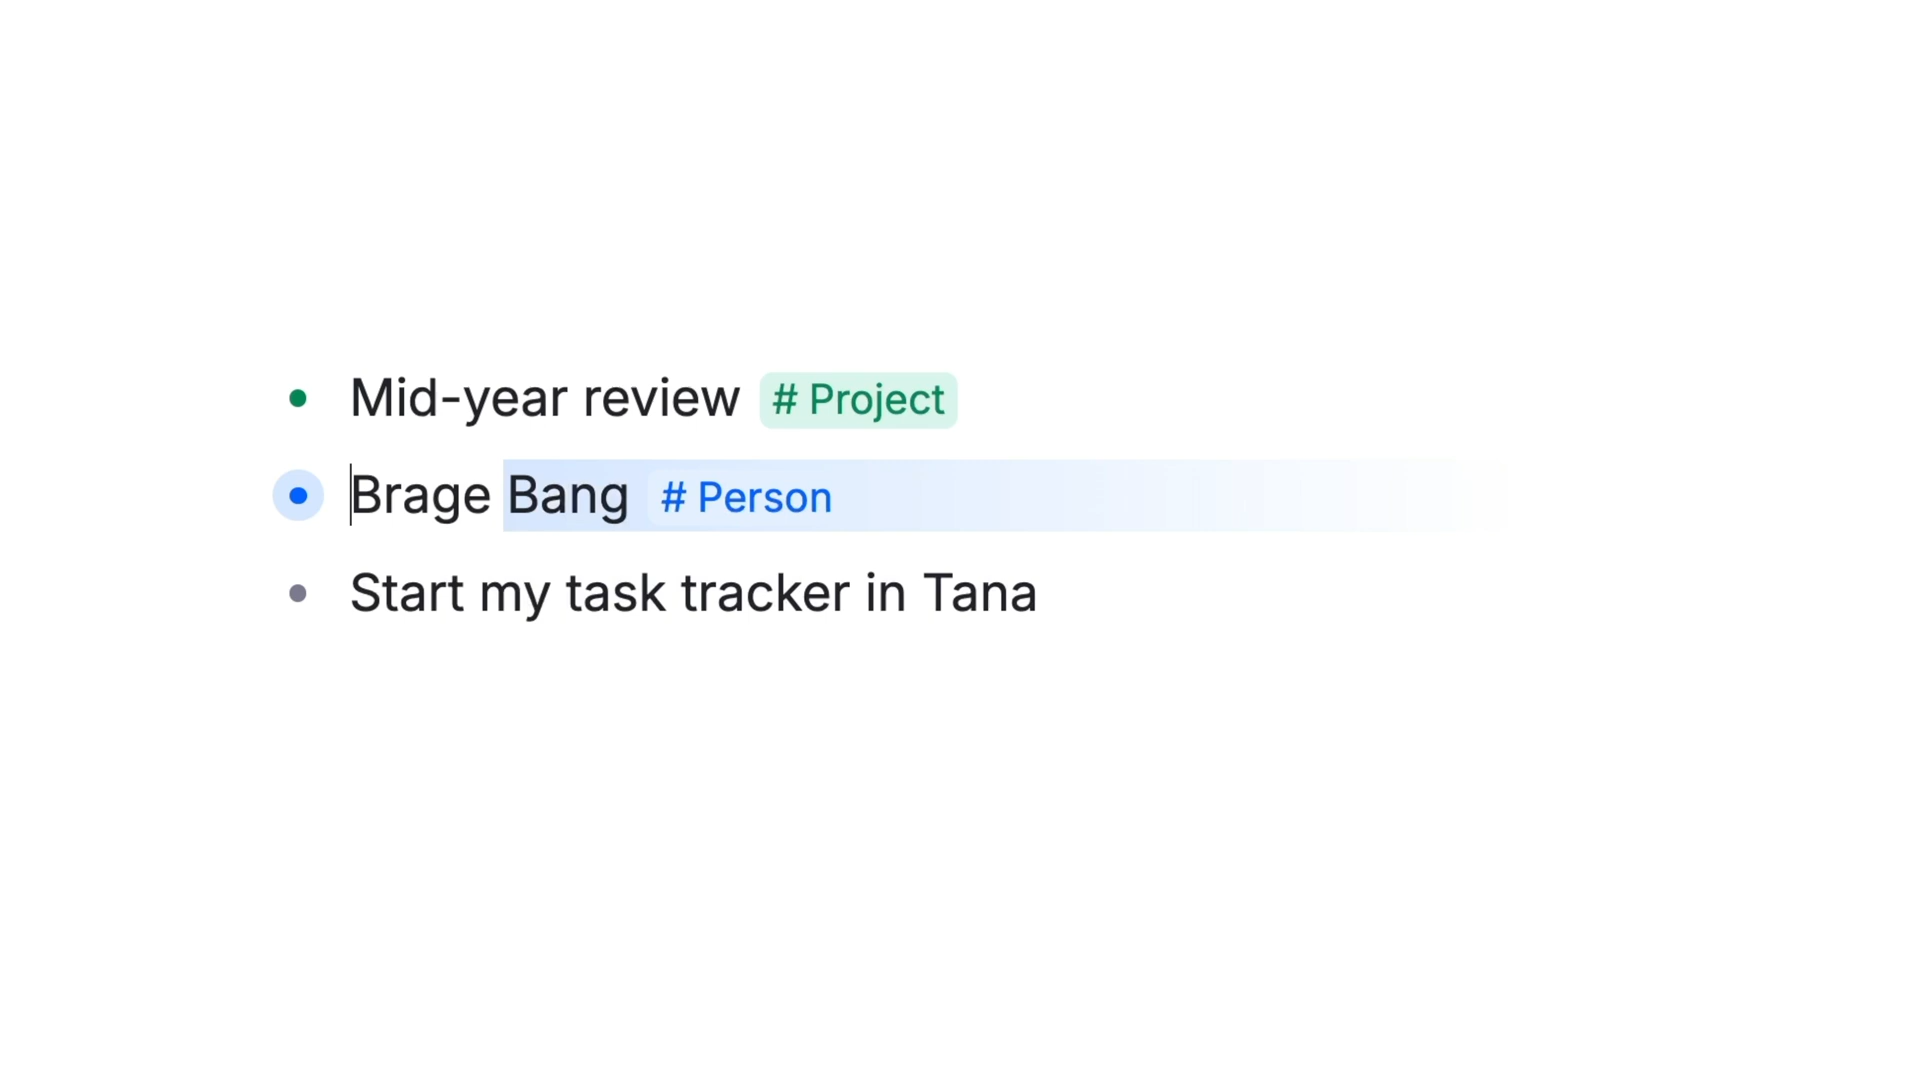 Mid-year review # Project
Brage Bang # Person
Start my task tracker in Tana